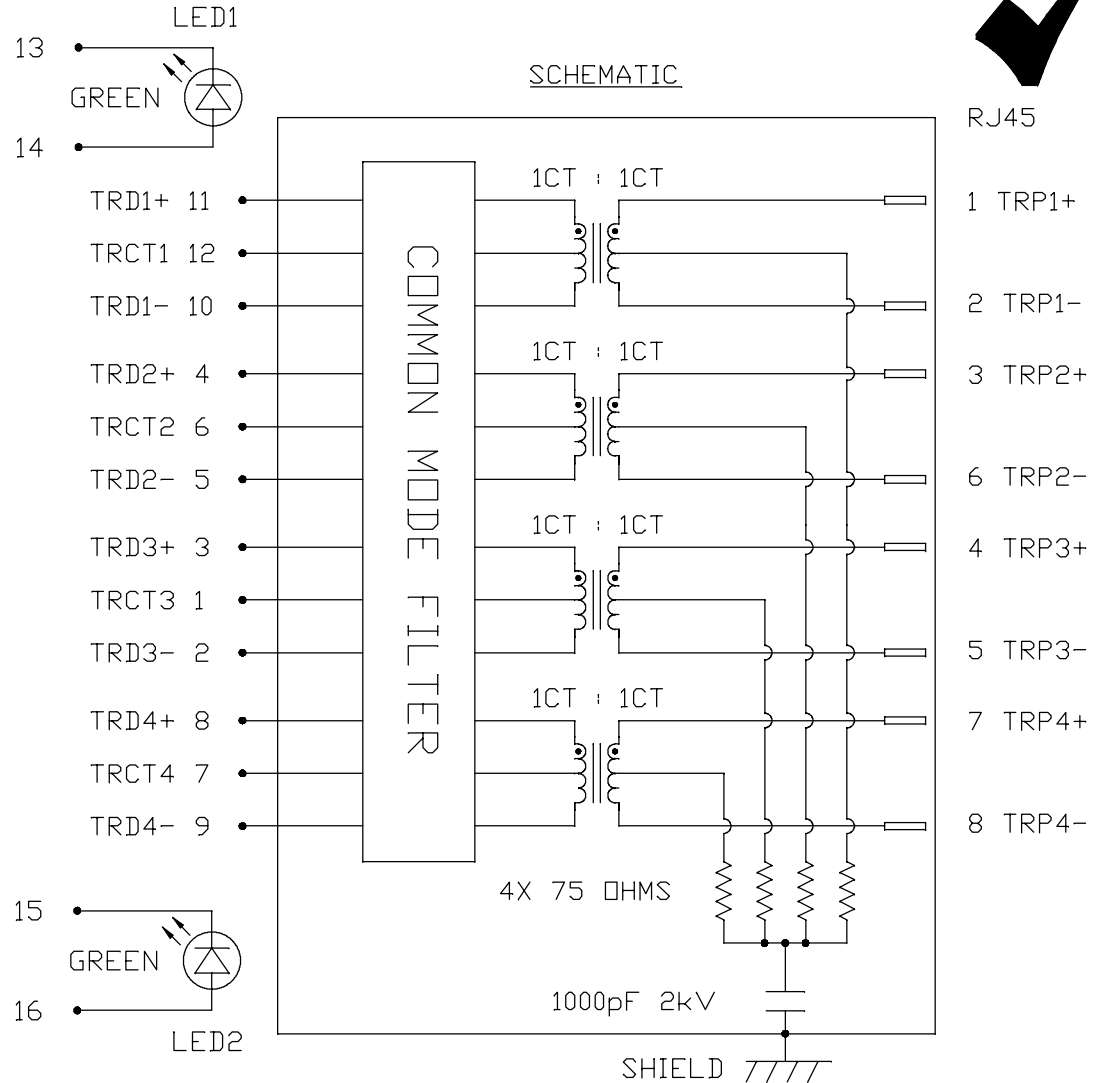 LED1
13
GREEN
14
SCHEMATIC
RJ45
1CT : 1CT
TRD1+ 11
1 TRP1+
TRCT1 12
TRD1- 10
2 TRP1-
1CT : 1CT
TRD2+ 4
3 TRP2+
TRCT2 6
TRD2- 5
6 TRP2-
1CT : 1CT
TRD3+ 3
4 TRP3+
TRCT3 1
TRD3- 2
5 TRP3-
1CT : 1CT
TRD4+ 8
7 TRP4+
TRCT4 7
TRD4- 9
8 TRP4-
COMMON MODE FILTER
4X 75 OHMS
15
GREEN
16
LED2
1000pF 2kV
SHIELD